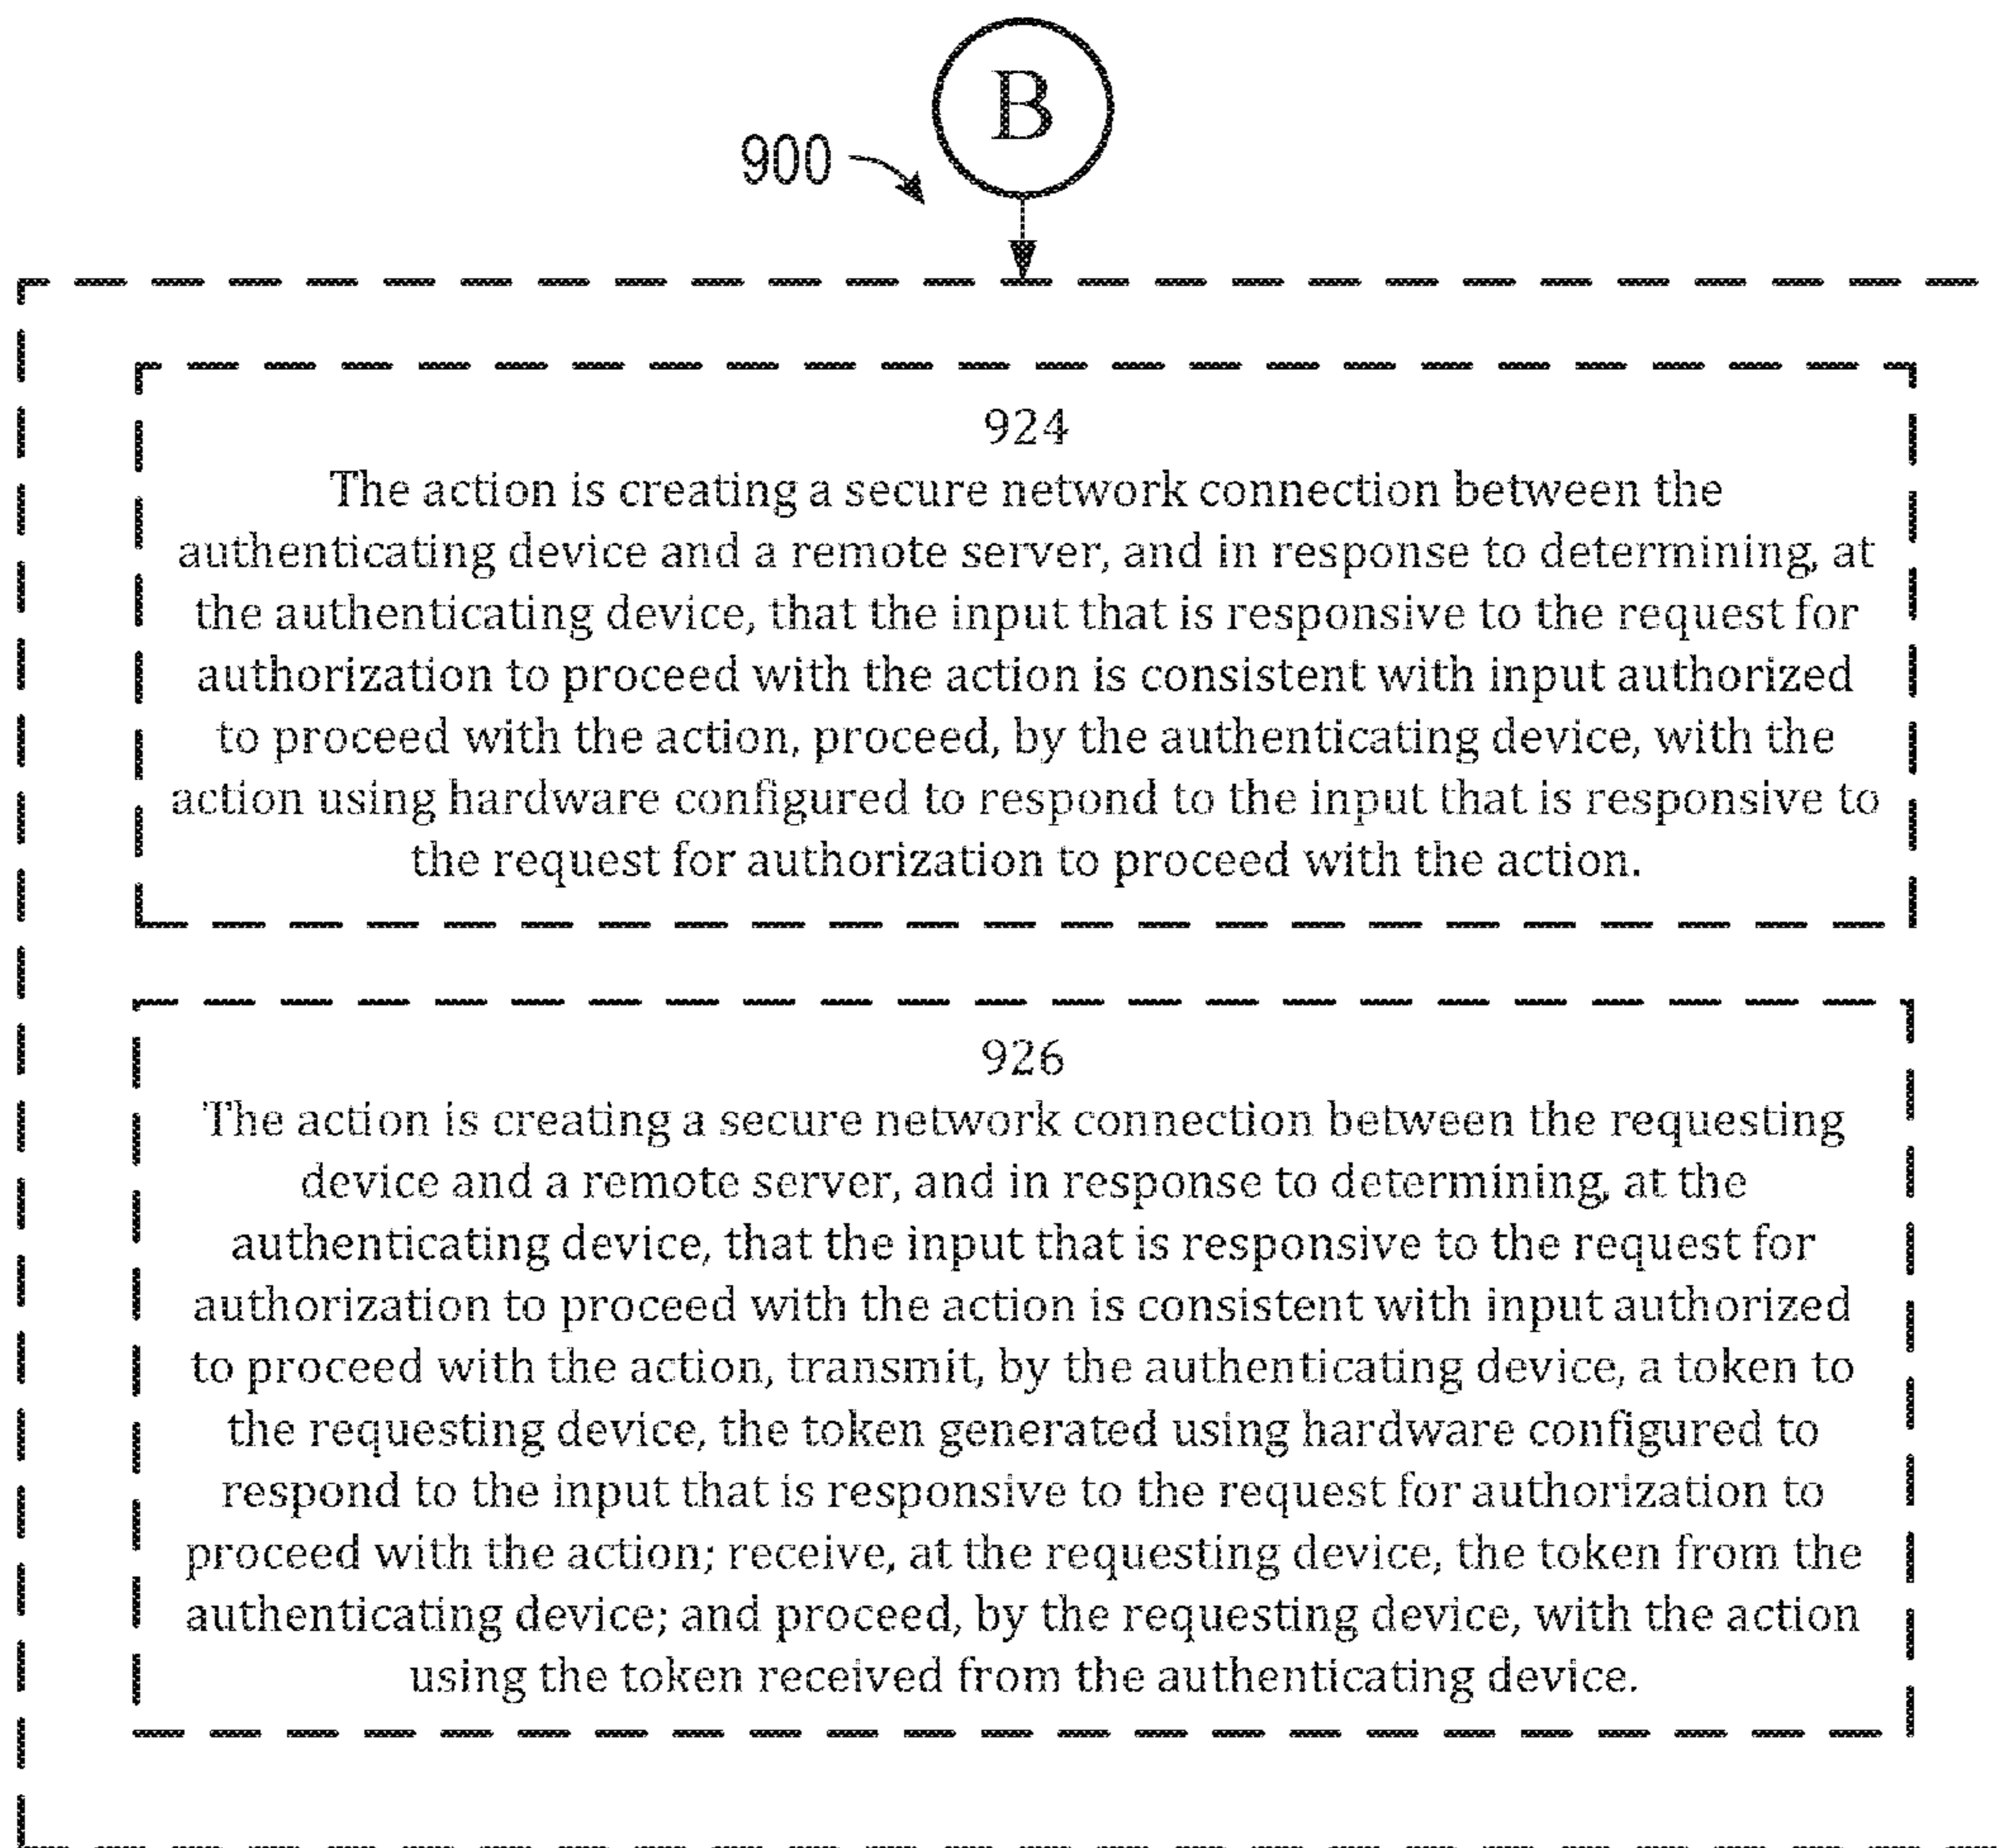 B
900
924
The action is creating a secure network connection between the
authenticating device and a remote server, and in response to determining, at
the authenticating device, that the input that is responsive to the request for
authorization to proceed with the action is consistent with input authorized
to proceed with the action, proceed, by the authenticating device, with the
action using hardware configured to respond to the input that is responsive to
the request for authorization to proceed with the action.
926
The action is creating a secure network connection between the requesting
device and a remote server, and in response to determining, at the
authenticating device, that the input that is responsive to the request for
authorization to proceed with the action is consistent with input authorized
to proceed with the action, transmit, by the authenticating device, a token to
the requesting device, the token generated using hardware configured to
respond to the input that is responsive to the request for authorization to
proceed with the action; receive, at the requesting device, the token from the
authenticating device; and proceed, by the requesting device, with the action
using the token received from the authenticating device.